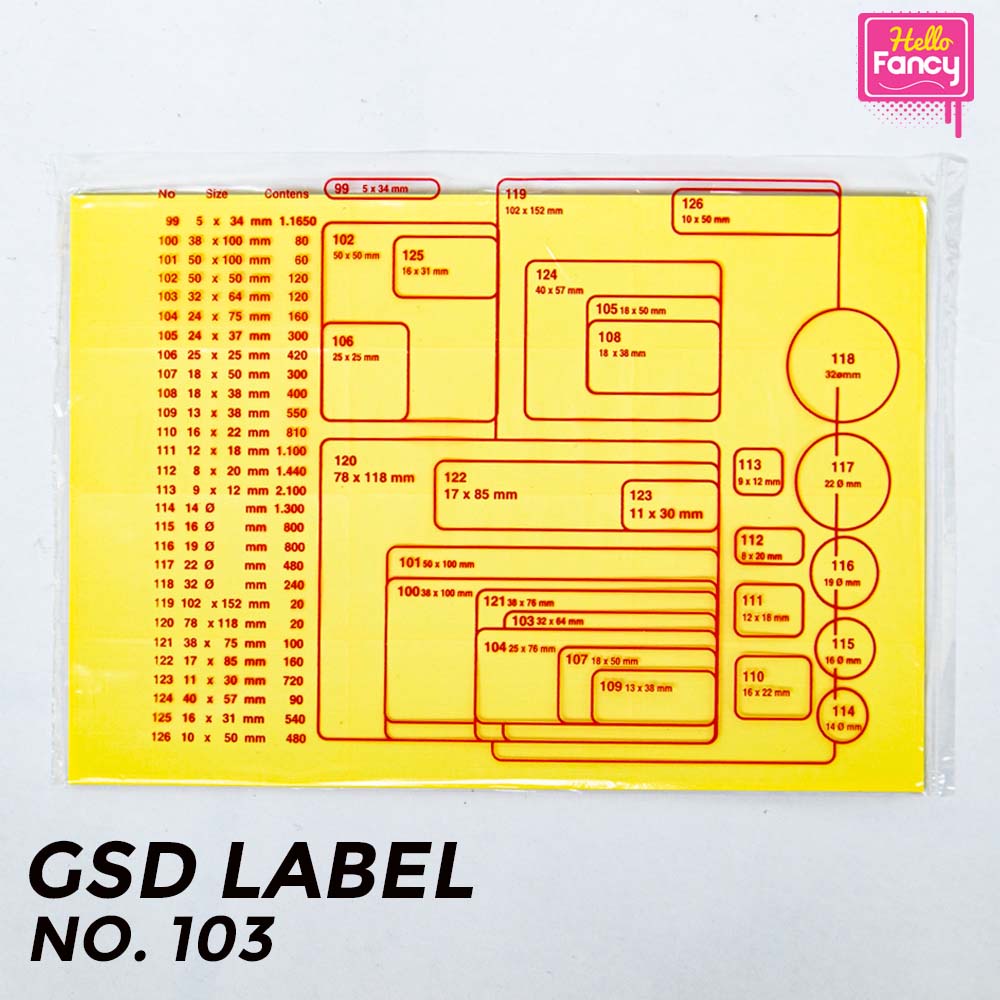 Hello
Fancy
No Size Contens
99 5 x 34 mm 1.1650
100 38 x 100 mm 80
101 50 x 100 mm 60
102 50 x 50 mm 120
103 32 x 64 mm 120
104 24 x 75 mm 160
105 24 x 37 mm 300
106 25 x 25 mm 420
107 18 x 50 mm 300
108 18 x 38 mm 400
109 13 x 38 mm 550
110 16 x 22 mm 810
111 12 x 18 mm 1.100
112 8 x 20 mm 1.440
113 9 x 12 mm 2.100
114 14 Ø mm 1.300
115 16 Ø mm 800
116 19 Ø mm 800
117 22 Ø mm 480
118 32 Ø mm 240
119 102 x 152 mm 20
120 78 x 118 mm 20
121 38 x 75 mm 100
122 17 x 85 mm 160
123 11 x 30 mm 720
124 40 x 57 mm 90
125 16 x 31 mm 540
126 10 x 50 mm 480
99 5 x 34 mm
119
102 x 152 mm
126
10 x 50 mm
102
50 x 50 mm
125
16 x 31 mm
124
40 x 57 mm
105 18 x 50 mm
108
18 x 38 mm
106
25 x 25 mm
118
32ømm
120
78 x 118 mm
122
17 x 85 mm
123
11 x 30 mm
113
9 x 12 mm
117
22 Ø mm
112
8 x 20 mm
101 50 x 100 mm
100 38 x 100 mm
121 38 x 76 mm
103 32 x 64 mm
104 25 x 76 mm
107 18 x 50 mm
109 13 x 38 mm
116
19 Ø mm
111
12 x 18 mm
115
16 Ø mm
110
16 x 22 mm
114
14 Ø mm
GSD LABEL
NO. 103